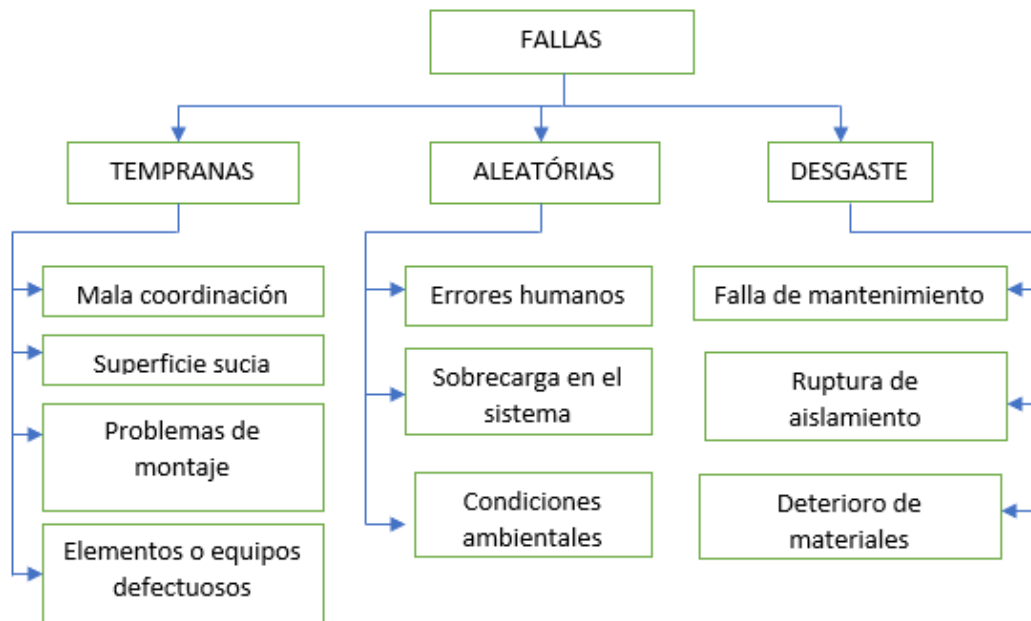 FALLAS
TEMPRANAS
ALEATÓRIAS
DESGASTE
Mala coordinación
Superficie sucia
Problemas de
montaje
Elementos o equipos
defectuosos
Errores humanos
Sobrecarga en el
sistema
Condiciones
ambientales
Falla de mantenimiento
Ruptura de
aislamiento
Deterioro de
materiales